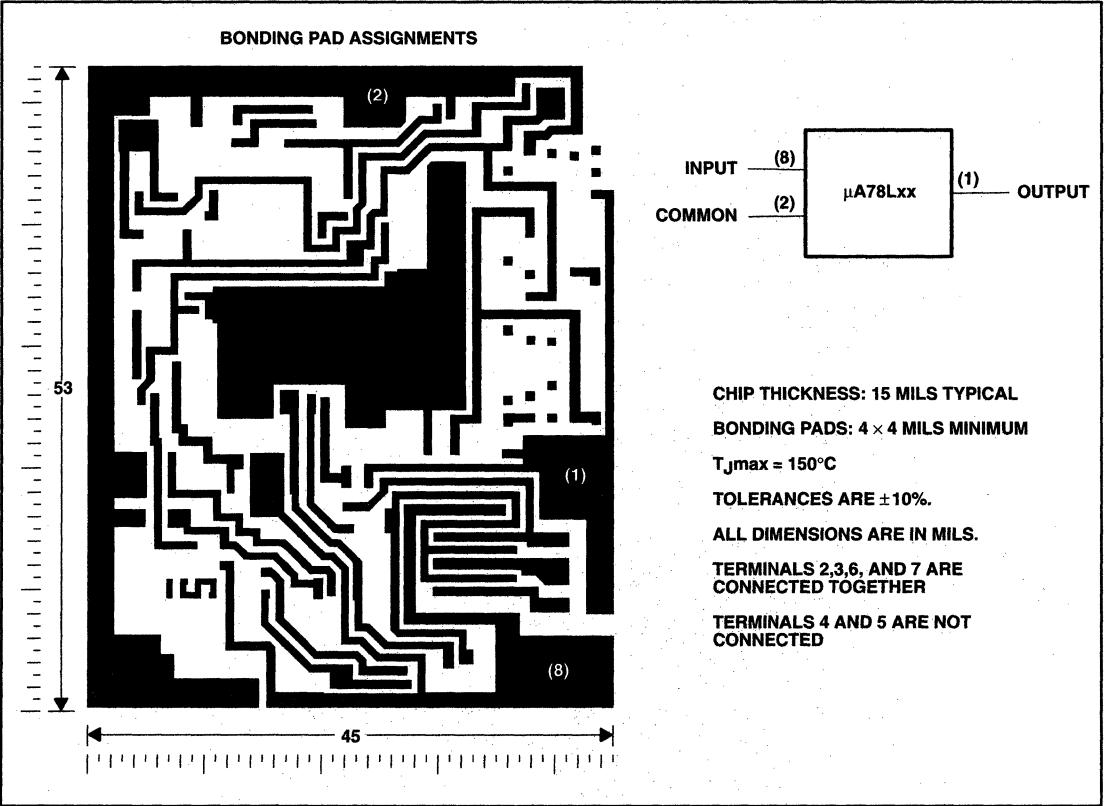 BONDING PAD ASSIGNMENTS
(2)
(1)
(8)
53
45
INPUT
(8)
COMMON
(2)
μA78Lxx
(1)
OUTPUT
CHIP THICKNESS: 15 MILS TYPICAL
BONDING PADS: 4 × 4 MILS MINIMUM
TJmax = 150°C
TOLERANCES ARE ±10%.
ALL DIMENSIONS ARE IN MILS.
TERMINALS 2,3,6, AND 7 ARE
CONNECTED TOGETHER
TERMINALS 4 AND 5 ARE NOT
CONNECTED